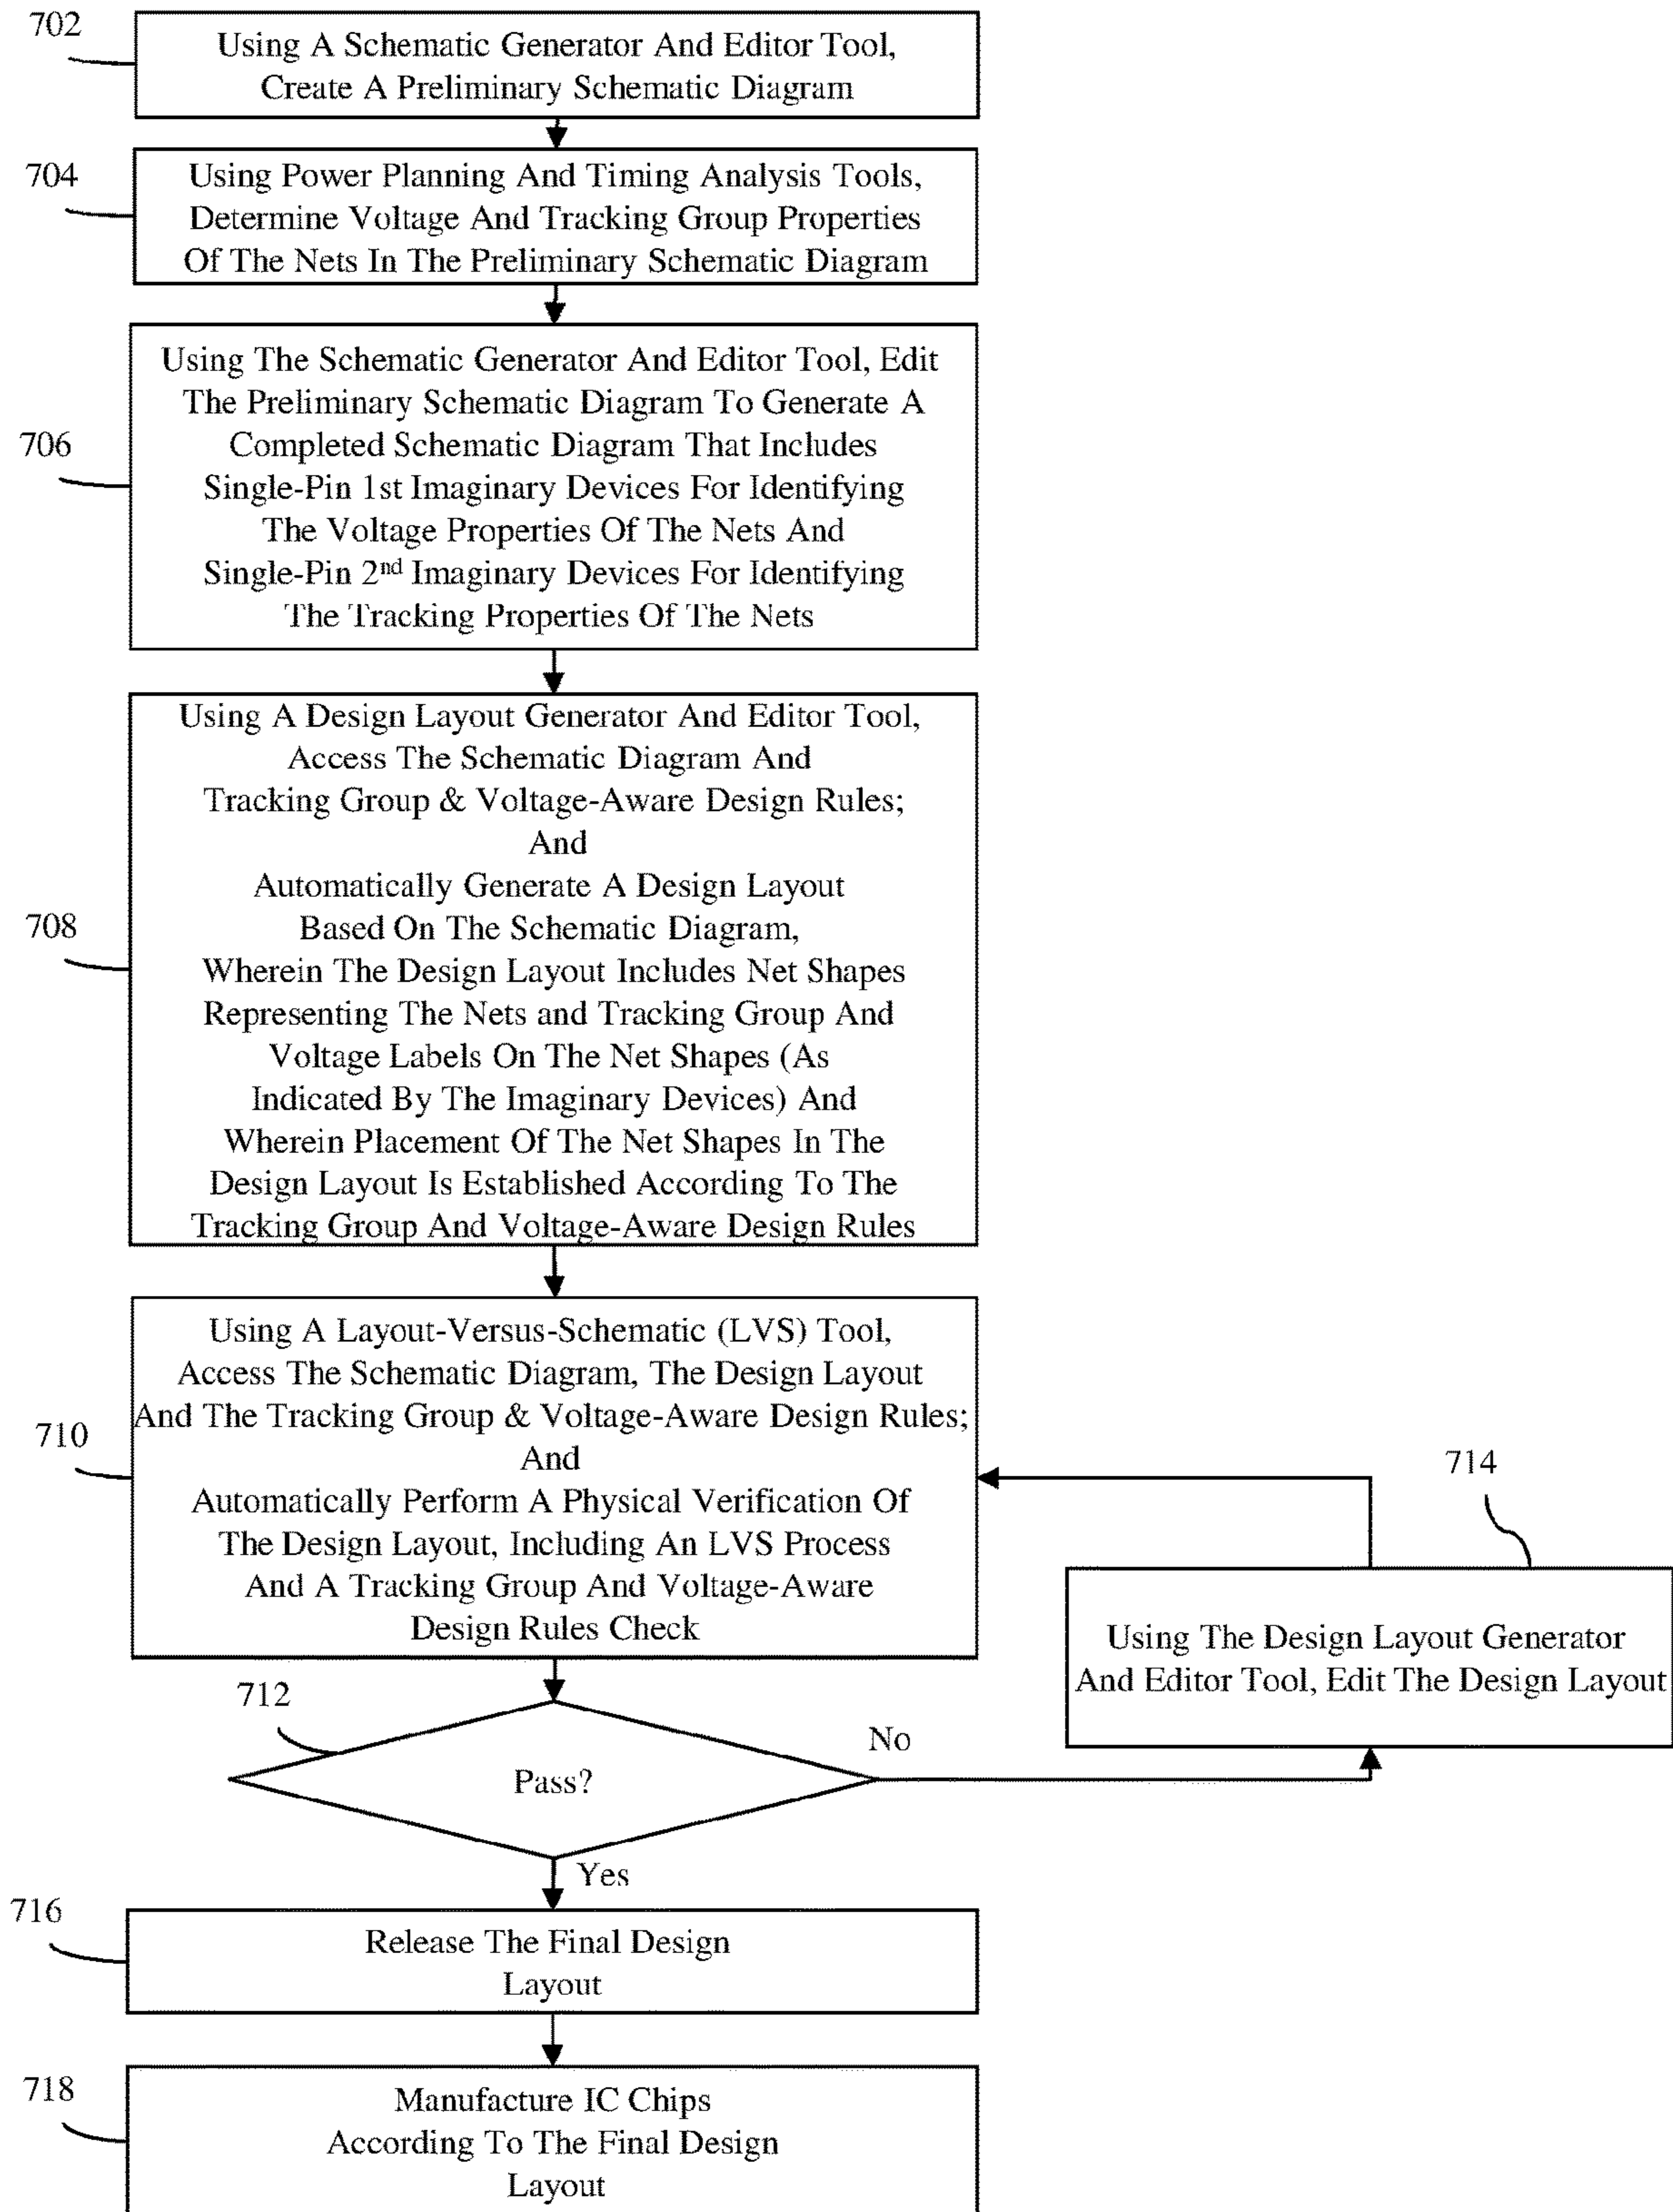 702
Using A Schematic Generator And Editor Tool,
Create A Preliminary Schematic Diagram
704
Using Power Planning And Timing Analysis Tools,
Determine Voltage And Tracking Group Properties
Of The Nets In The Preliminary Schematic Diagram
706
Using The Schematic Generator And Editor Tool, Edit
The Preliminary Schematic Diagram To Generate A
Completed Schematic Diagram That Includes
Single-Pin 1st Imaginary Devices For Identifying
The Voltage Properties Of The Nets And
Single-Pin 2nd Imaginary Devices For Identifying
The Tracking Properties Of The Nets
708
Using A Design Layout Generator And Editor Tool,
Access The Schematic Diagram And
Tracking Group & Voltage-Aware Design Rules;
And
Automatically Generate A Design Layout
Based On The Schematic Diagram,
Wherein The Design Layout Includes Net Shapes
Representing The Nets and Tracking Group And
Voltage Labels On The Net Shapes (As
Indicated By The Imaginary Devices) And
Wherein Placement Of The Net Shapes In The
Design Layout Is Established According To The
Tracking Group And Voltage-Aware Design Rules
710
Using A Layout-Versus-Schematic (LVS) Tool,
Access The Schematic Diagram, The Design Layout
And The Tracking Group & Voltage-Aware Design Rules;
And
Automatically Perform A Physical Verification Of
The Design Layout, Including An LVS Process
And A Tracking Group And Voltage-Aware
Design Rules Check
714
Using The Design Layout Generator
And Editor Tool, Edit The Design Layout
712
Pass?
No
Yes
716
Release The Final Design
Layout
718
Manufacture IC Chips
According To The Final Design
Layout